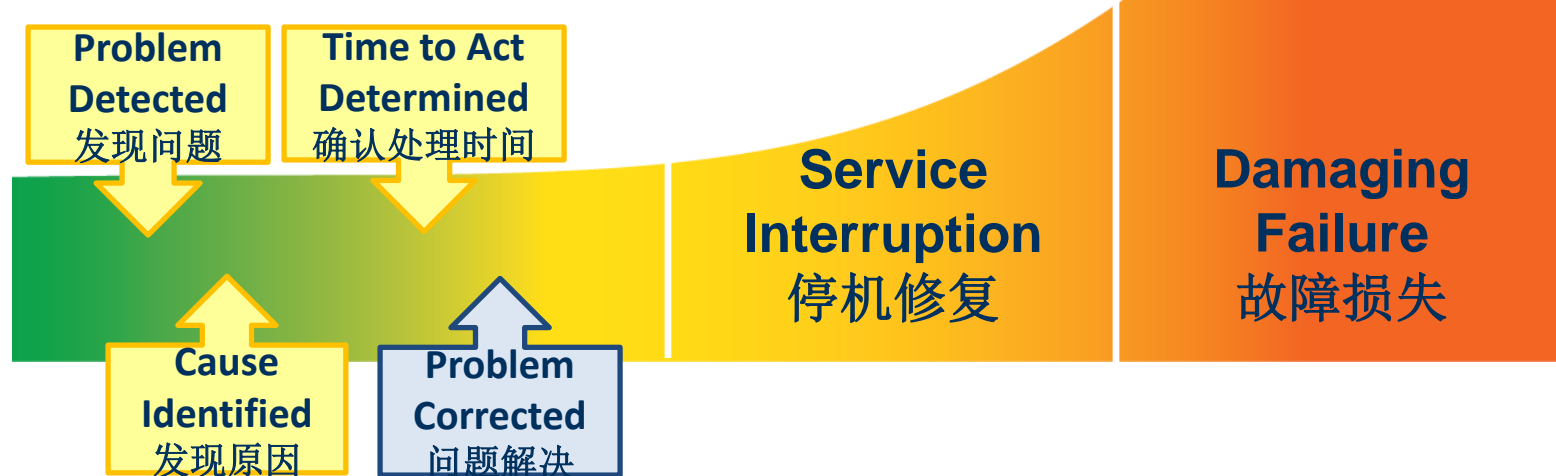 Problem
Detected
发现问题
Time to Act
Determined
确认处理时间
Service
Interruption
停机修复
Damaging
Failure
故障损失
Cause
Identified
发现原因
Problem
Corrected
问题解决